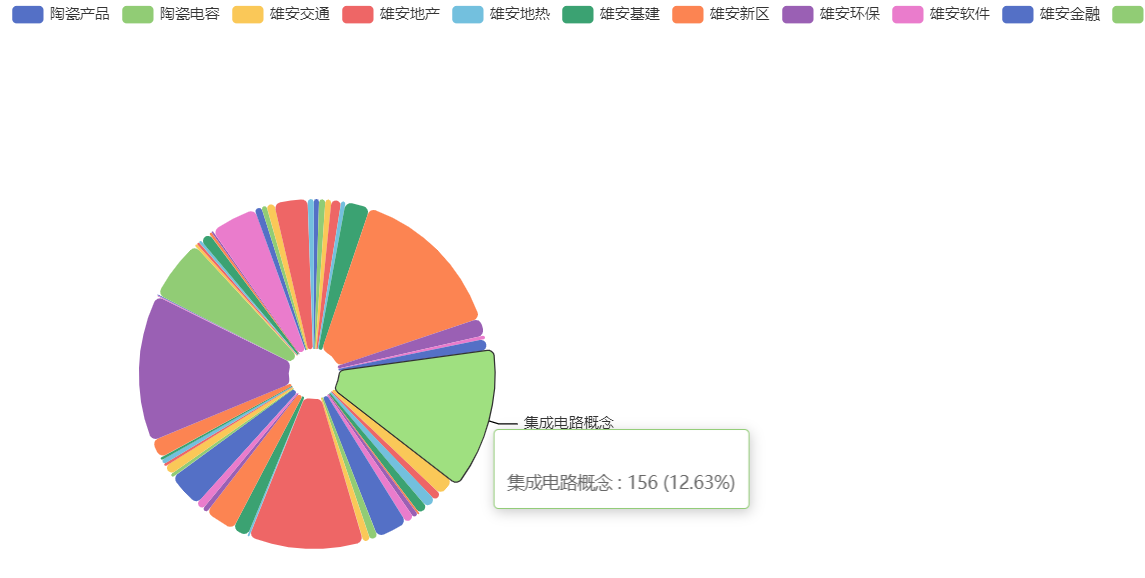 陶瓷产品 陶瓷电容 雄安交通 雄安地产 雄安地热 雄安基建 雄安新区 雄安环保 雄安软件 雄安金融
集成电路概念
集成电路概念 : 156 (12.63%)